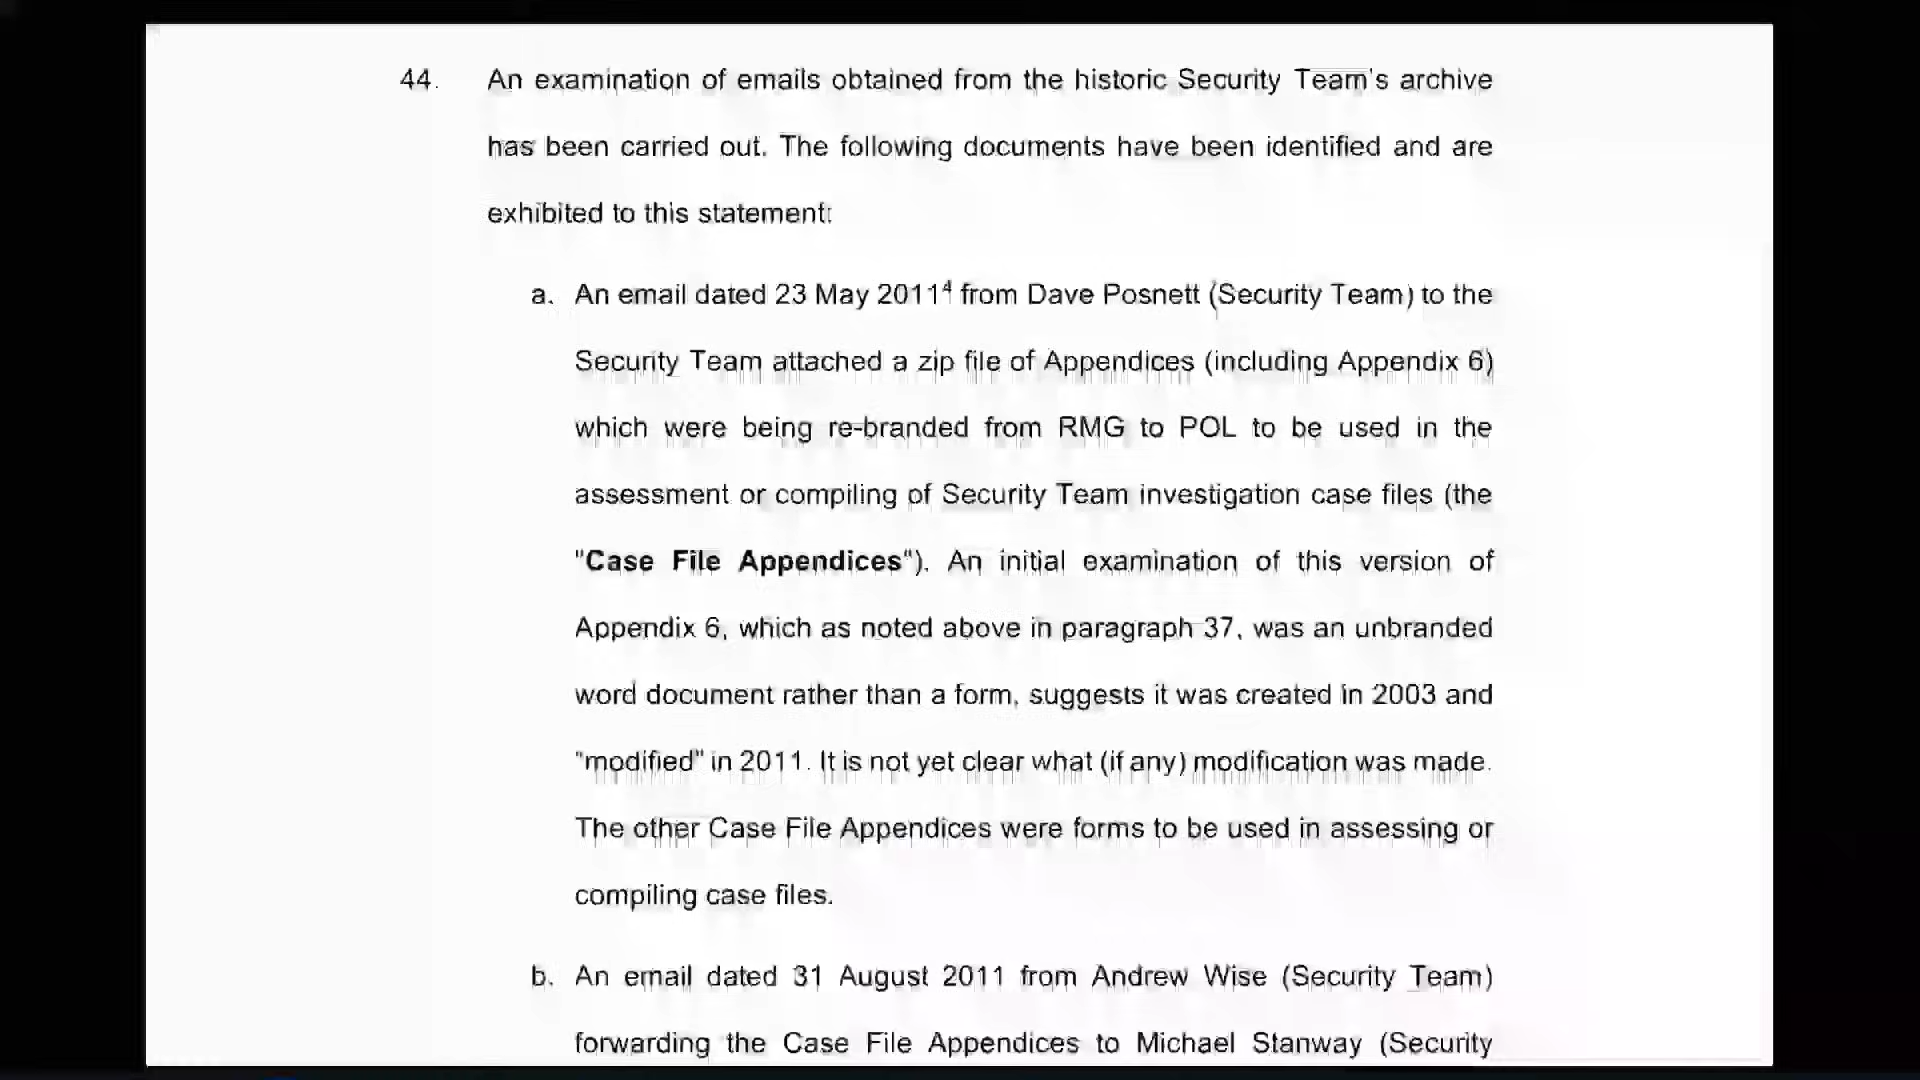 44. An examination of emails obtained from the historic Security Team's archive
has been carried out. The following documents have been identified and are
exhibited to this statement:
a. An email dated 23 May 2011⁴ from Dave Posnett (Security Team) to the
Security Team attached a zip file of Appendices (including Appendix 6)
which were being re-branded from RMG to POL to be used in the
assessment or compiling of Security Team investigation case files (the
"Case File Appendices"). An initial examination of this version of
Appendix 6, which as noted above in paragraph 37, was an unbranded
word document rather than a form, suggests it was created in 2003 and
"modified" in 2011. It is not yet clear what (if any) modification was made.
The other Case File Appendices were forms to be used in assessing or
compiling case files.
b. An email dated 31 August 2011 from Andrew Wise (Security Team)
forwarding the Case File Appendices to Michael Stanway (Security